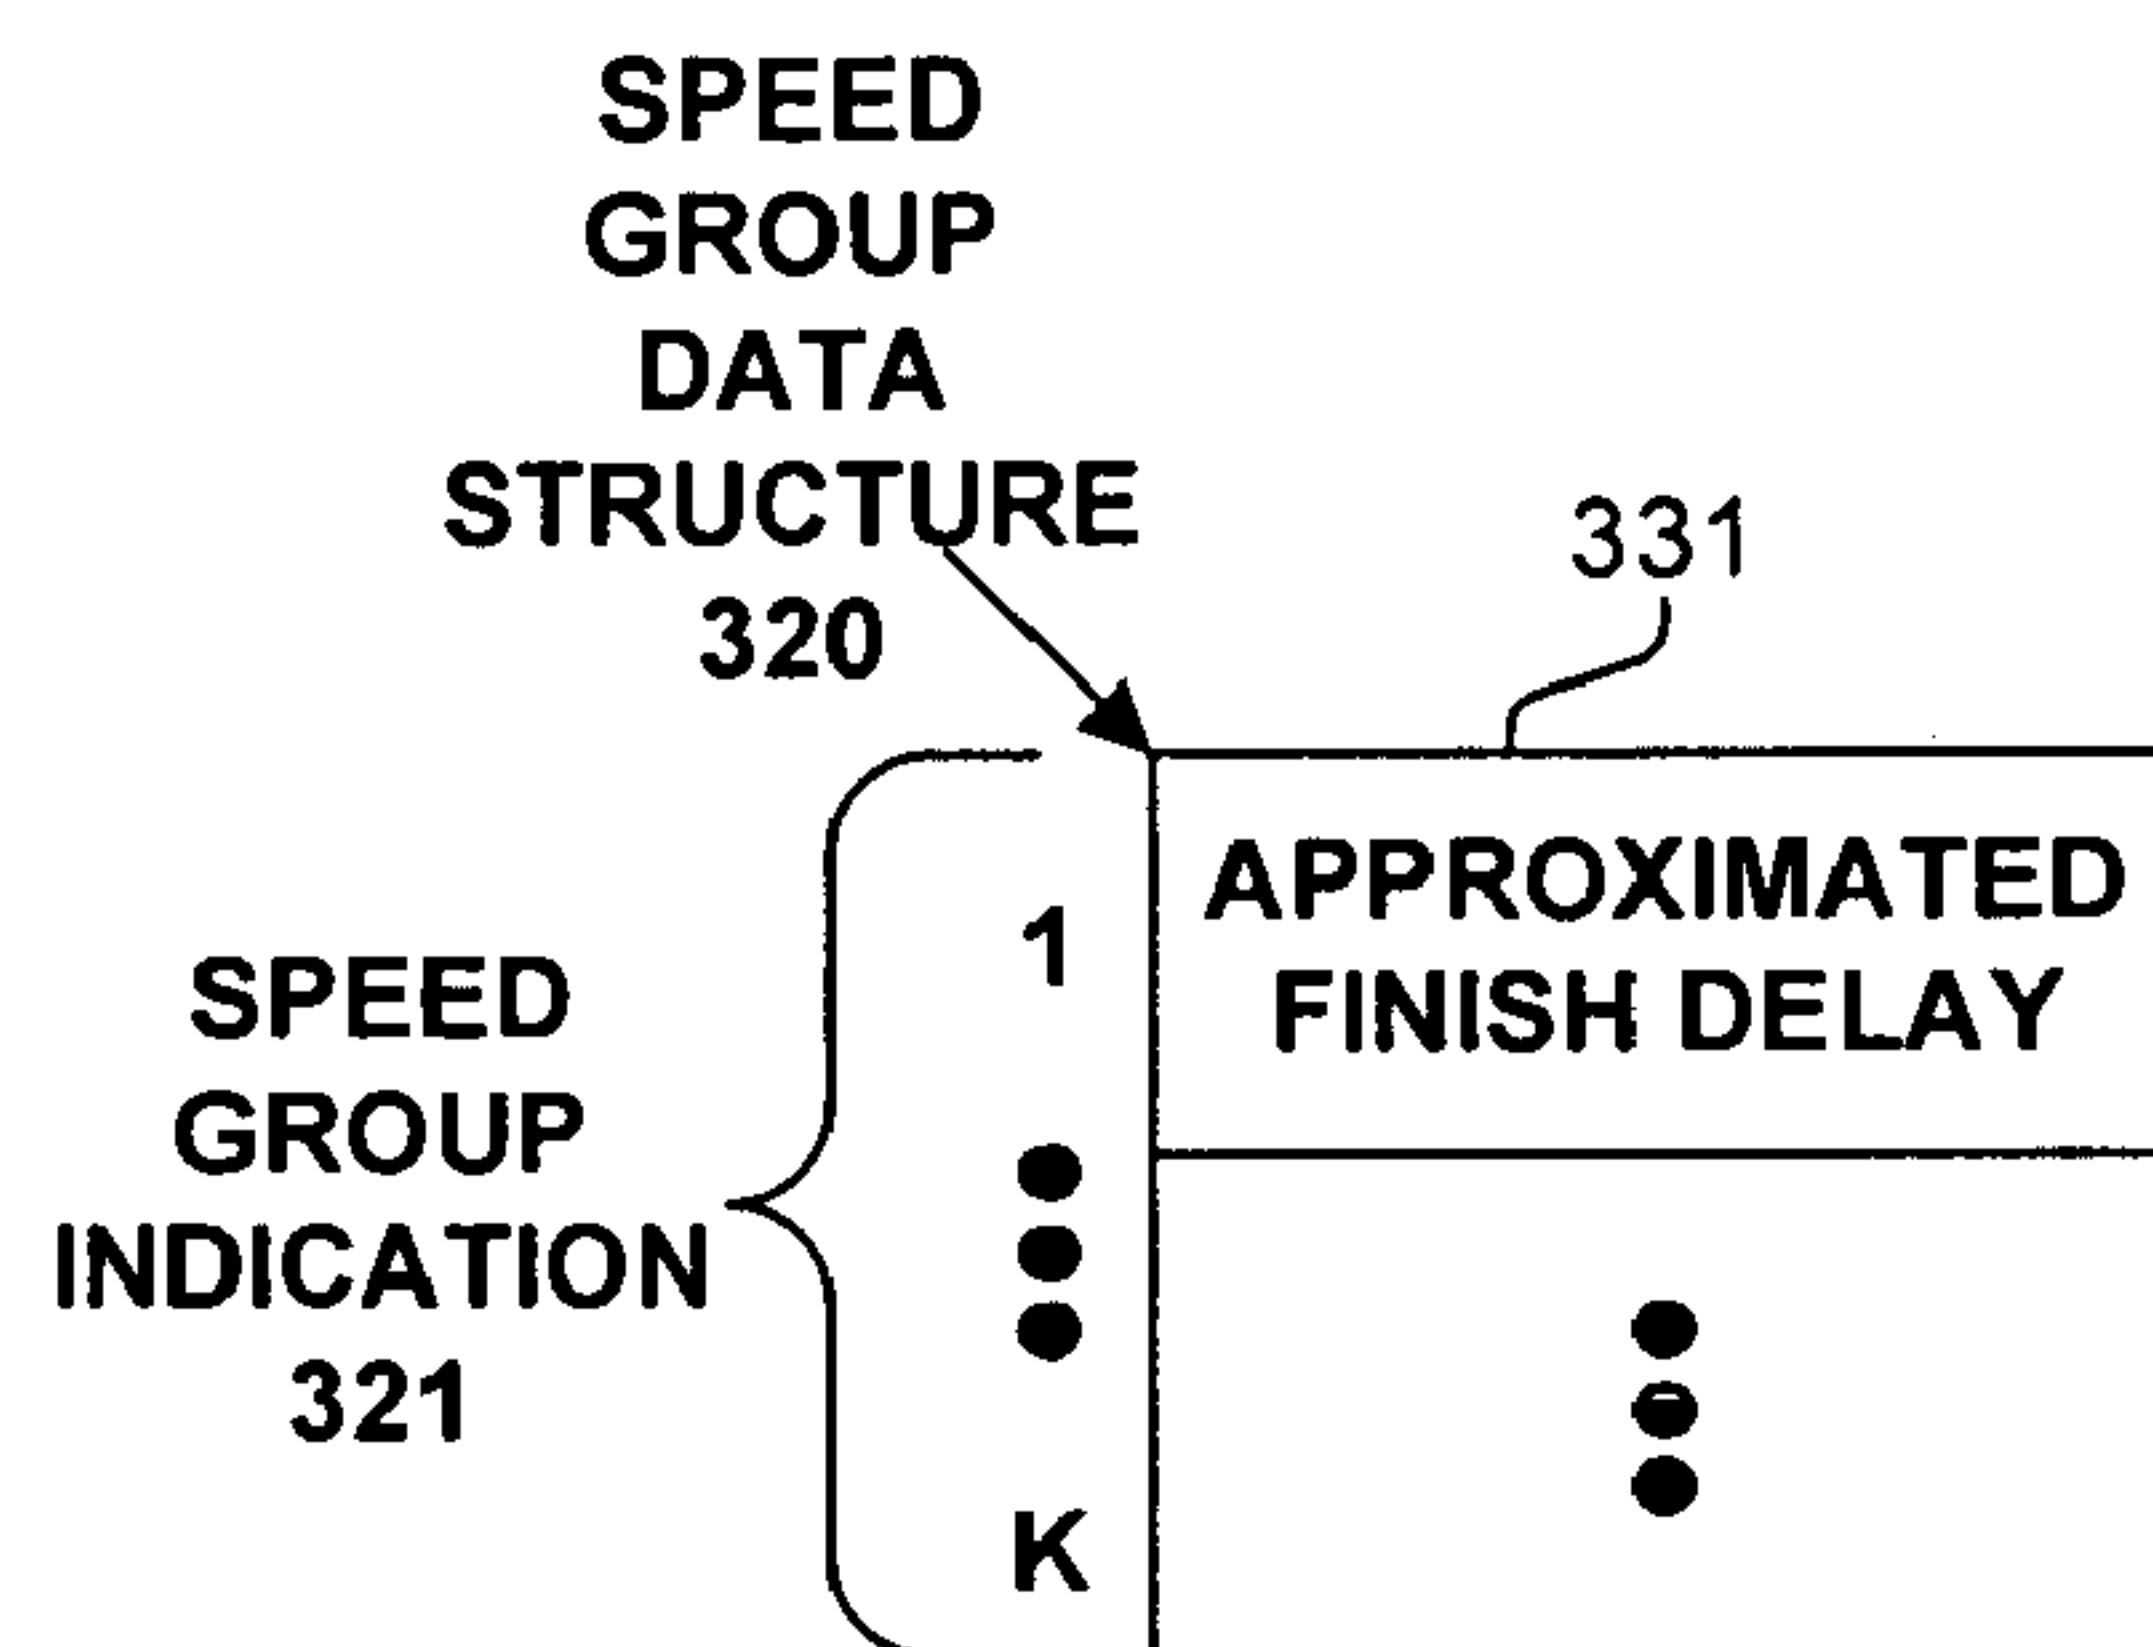 SPEED
GROUP
DATA
STRUCTURE
320
331
SPEED
GROUP
INDICATION
321
1
K
APPROXIMATED
FINISH DELAY